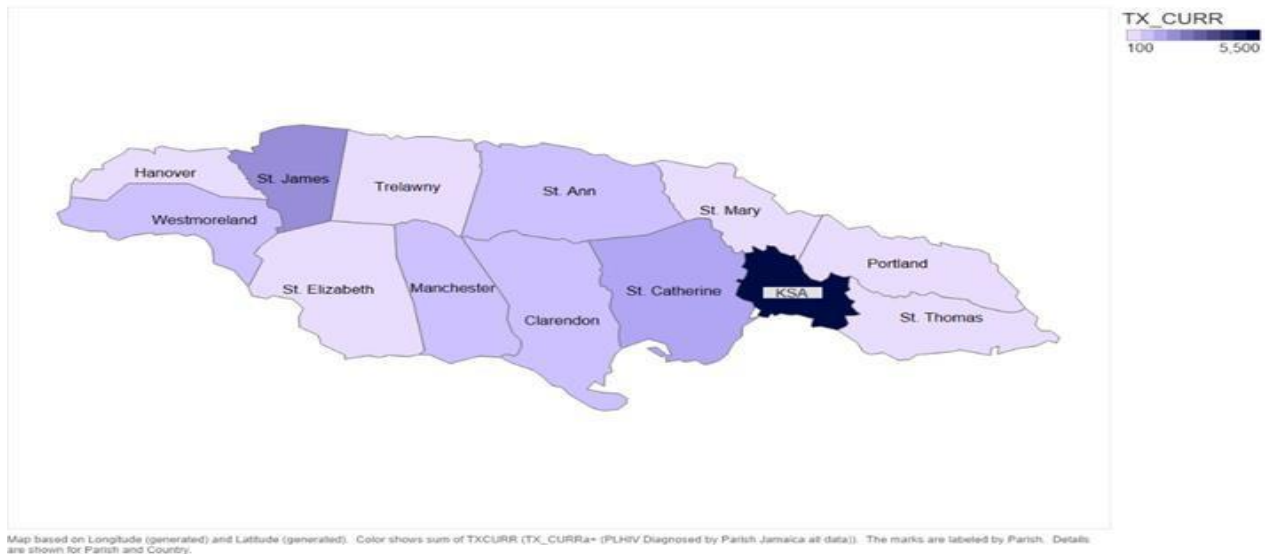 TX_CURR
100 5,500
Hanover
St. James
Trelawny
St. Ann
Westmoreland
St. Mary
Portland
St. Elizabeth
Manchester
St. Catherine
KSA
Clarendon
St. Thomas
Map based on Longitude (generated) and Latitude (generated). Color shows sum of TXCURR (TX_CURRa= (PLHIV Diagnosed by Parish Jamaica all data)). The marks are labeled by Parish. Details
are shown for Parish and Country.